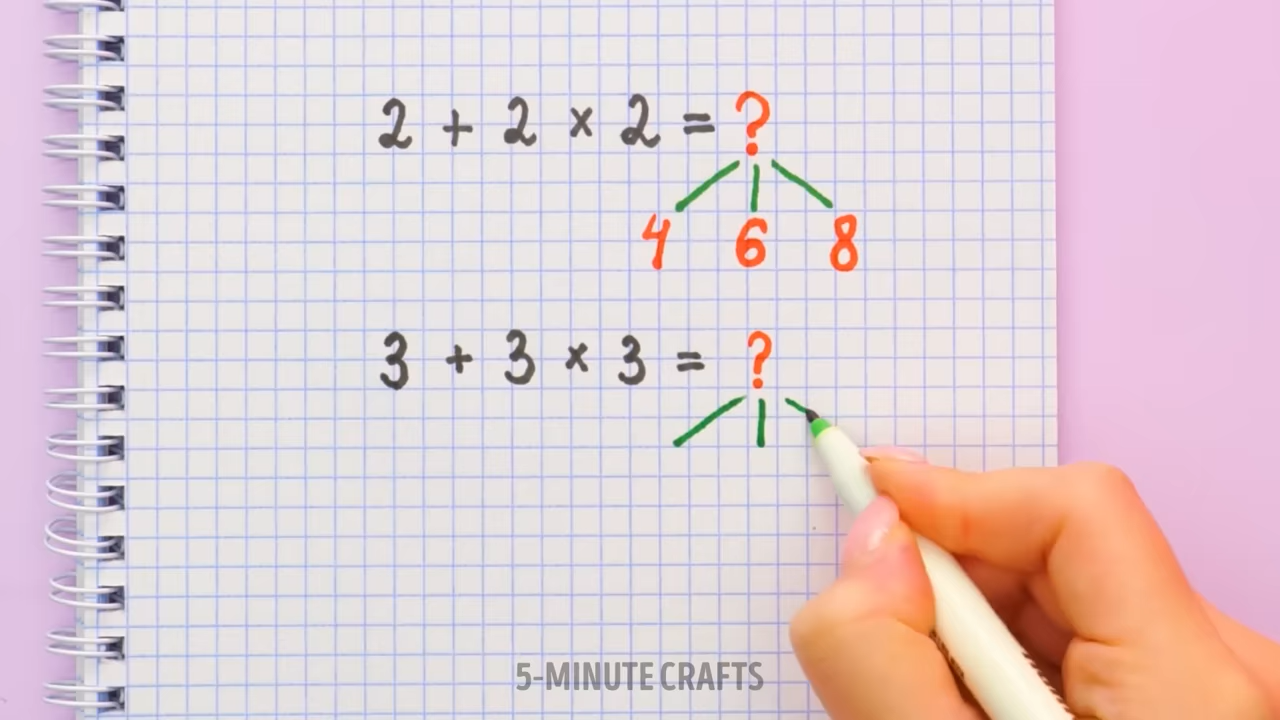 2 + 2 × 2 = ?
4 6 8
3 + 3 × 3 = ?
5-MINUTE CRAFTS